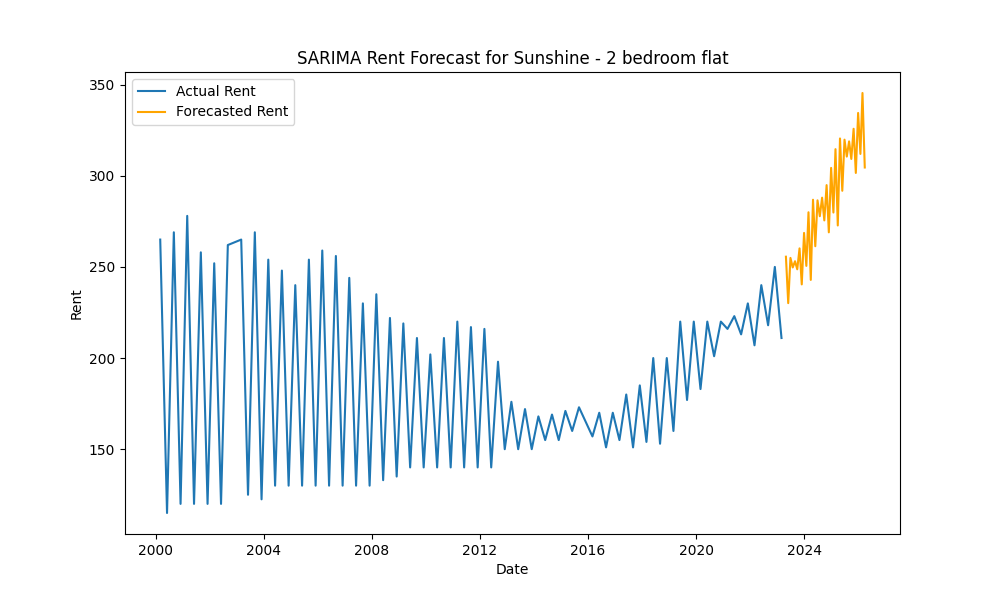 SARIMA Rent Forecast for Sunshine - 2 bedroom flat
Actual Rent
Forecasted Rent
350
300
250
200
150
Rent
2000 2004 2008 2012 2016 2020 2024
Date